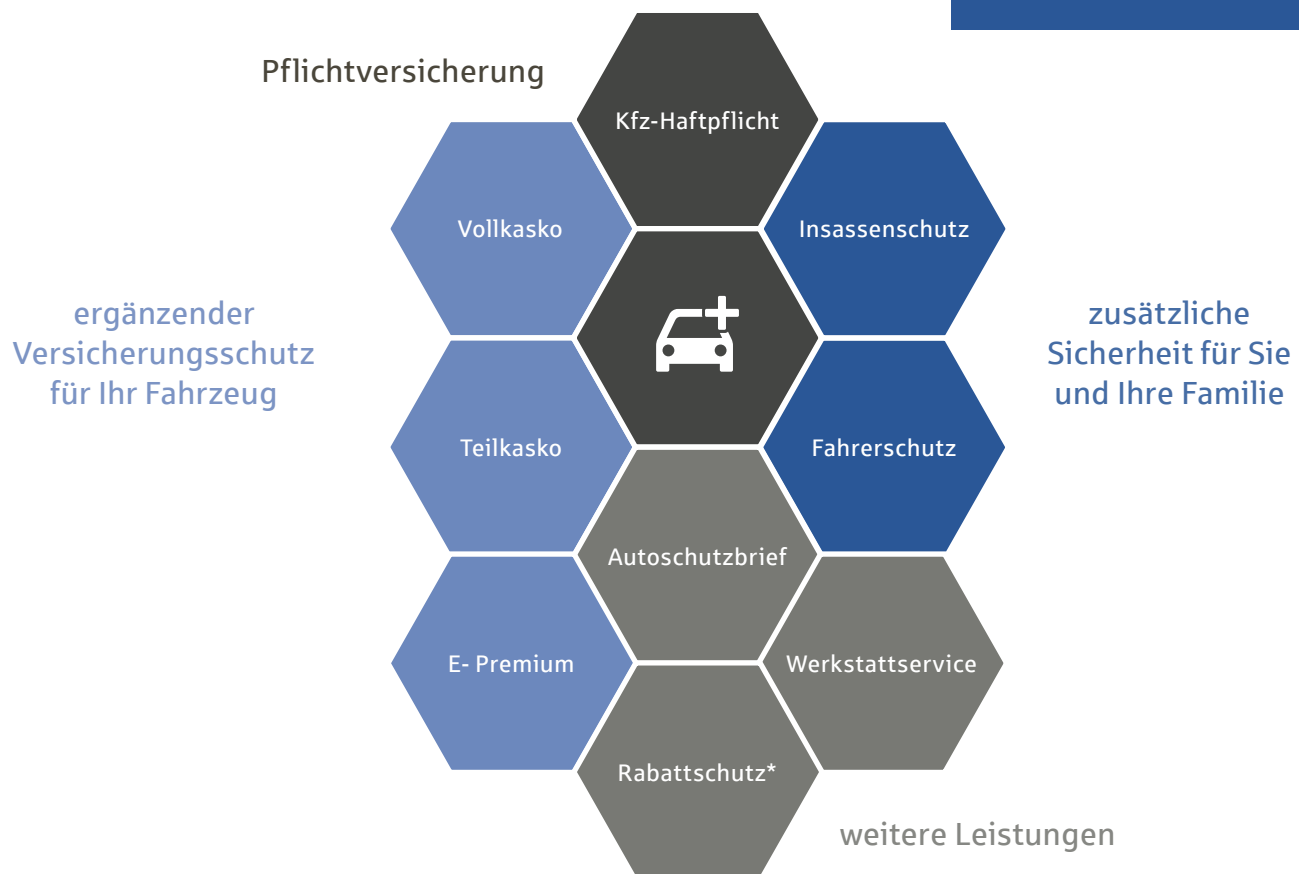 Pflichtversicherung
Kfz-Haftpflicht
Vollkasko
Insassenschutz
ergänzender
Versicherungsschutz
für Ihr Fahrzeug
zusätzliche
Sicherheit für Sie
und Ihre Familie
Teilkasko
Fahrerschutz
Autoschutzbrief
E- Premium
Werkstattservice
Rabattschutz*
weitere Leistungen